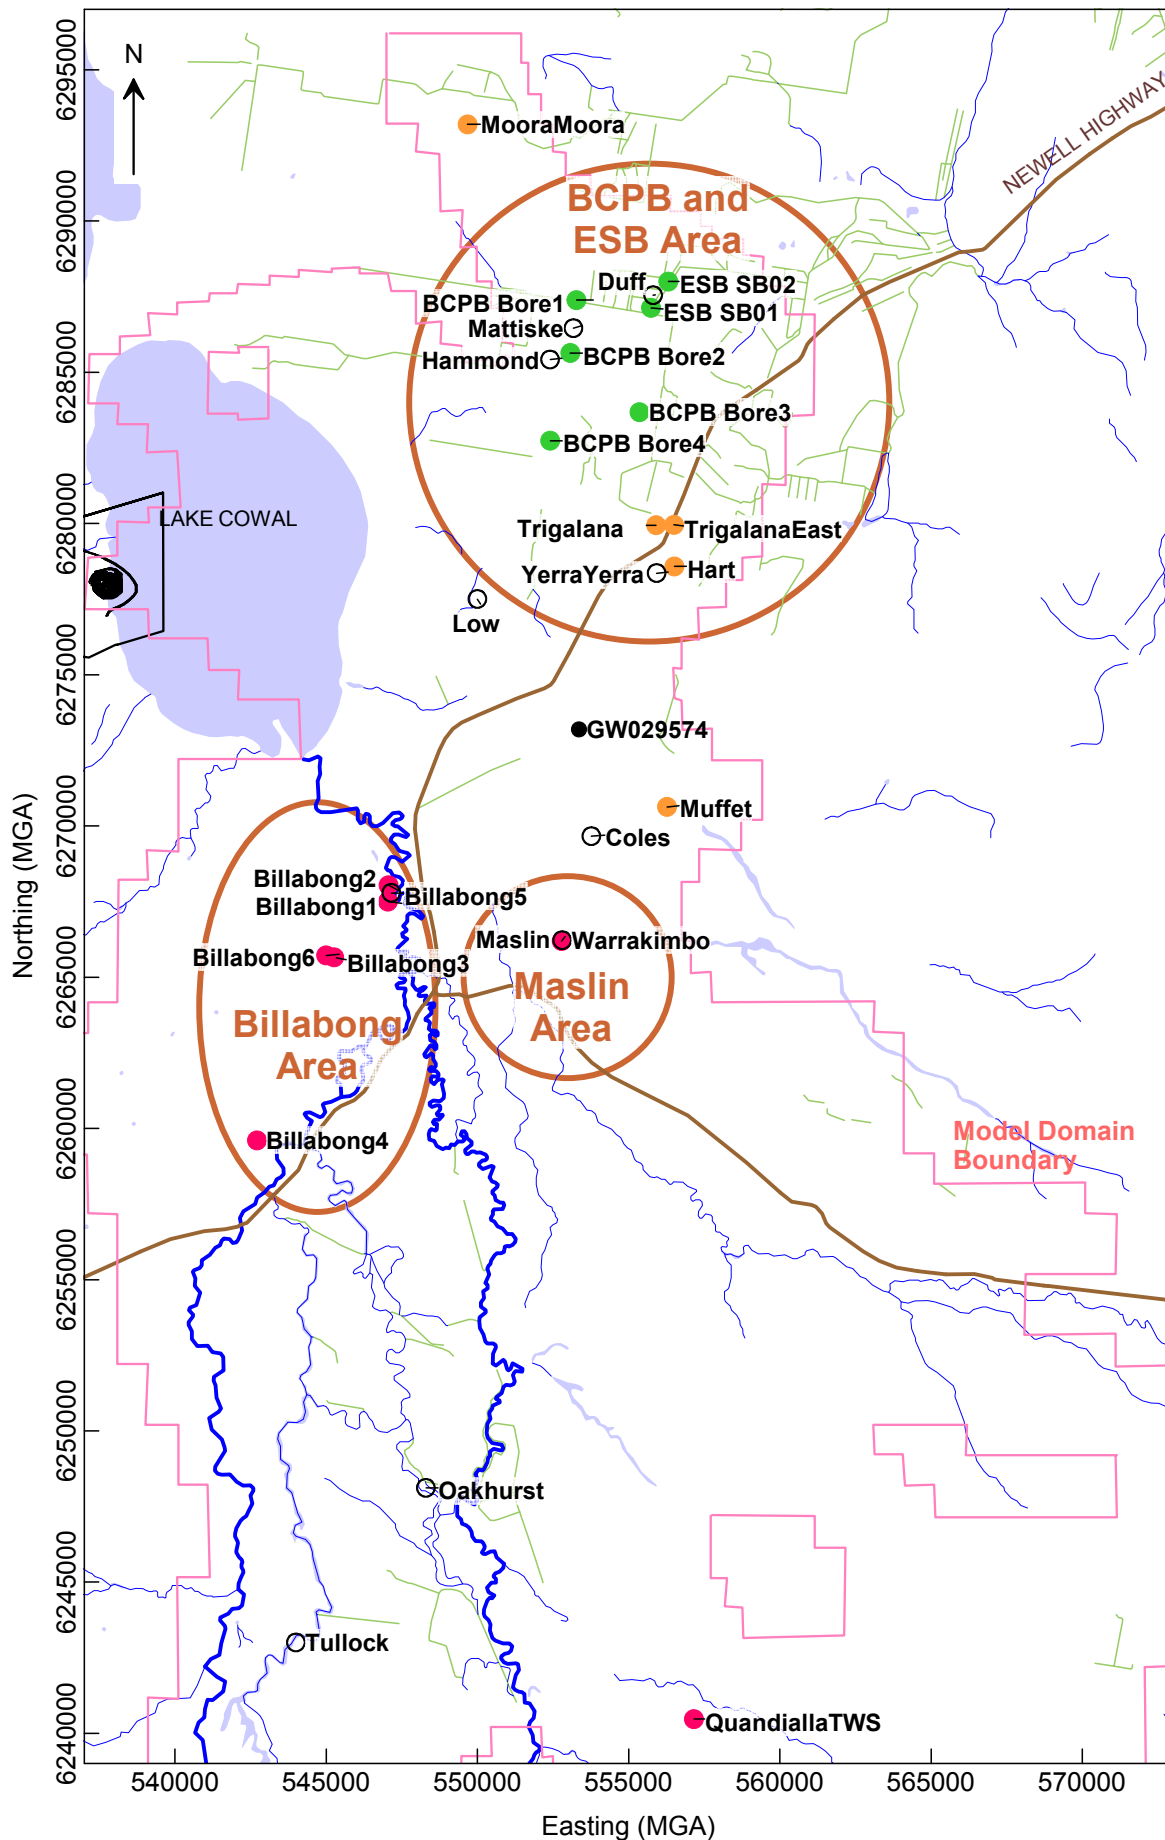 N
MooraMoora
NEWELL HIGHWAY
BCPB and
ESB Area
Duff
ESB SB02
BCPB Bore1
ESB SB01
Mattiske
Hammond
BCPB Bore2
BCPB Bore3
BCPB Bore4
LAKE COWAL
Trigalana
TrigalanaEast
YerraYerra
Hart
Low
GW029574
Muffet
Coles
Billabong2
Billabong5
Billabong1
Maslin
Warrakimbo
Billabong6
Billabong3
Maslin
Area
Billabong
Area
Billabong4
Model Domain
Boundary
Oakhurst
Tullock
QuandiallaTWS
6295000
6290000
6285000
6280000
6275000
6270000
6265000
6260000
6255000
6250000
6245000
6240000
Northing (MGA)
540000
545000
550000
555000
560000
565000
570000
Easting (MGA)